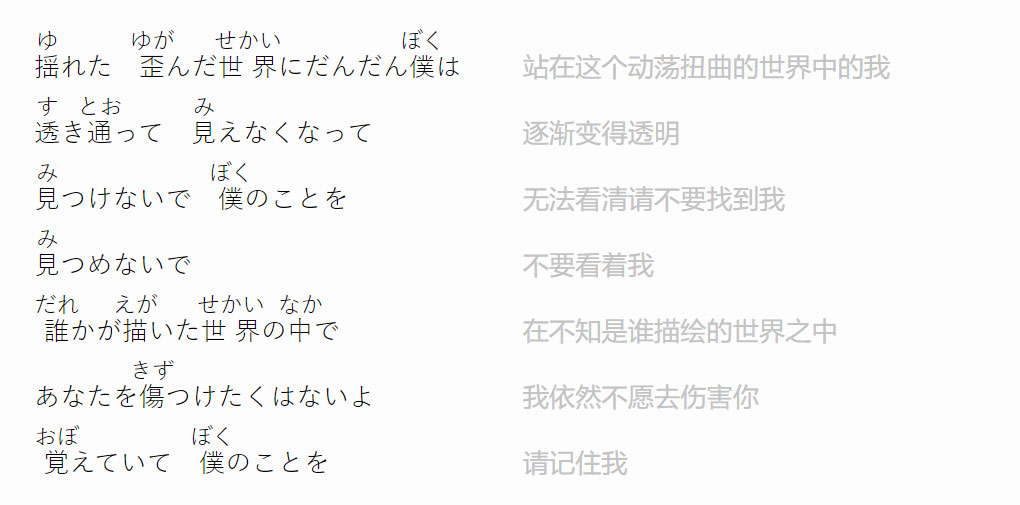 ゆ ゆが せかい ぼく
揺れた　歪んだ世界にだんだん僕は 站在这个动荡扭曲的世界中的我
す とお み
透き通って　見えなくなって 逐渐变得透明
み ぼく
見つけないで　僕のことを 无法看清请不要找到我
み
見つめないで 不要看着我
だれ えが せかい なか
誰かが描いた世界の中で 在不知是谁描绘的世界之中
きず
あなたを傷つけたくはないよ 我依然不愿去伤害你
おぼ ぼく
覚えていて　僕のことを 请记住我